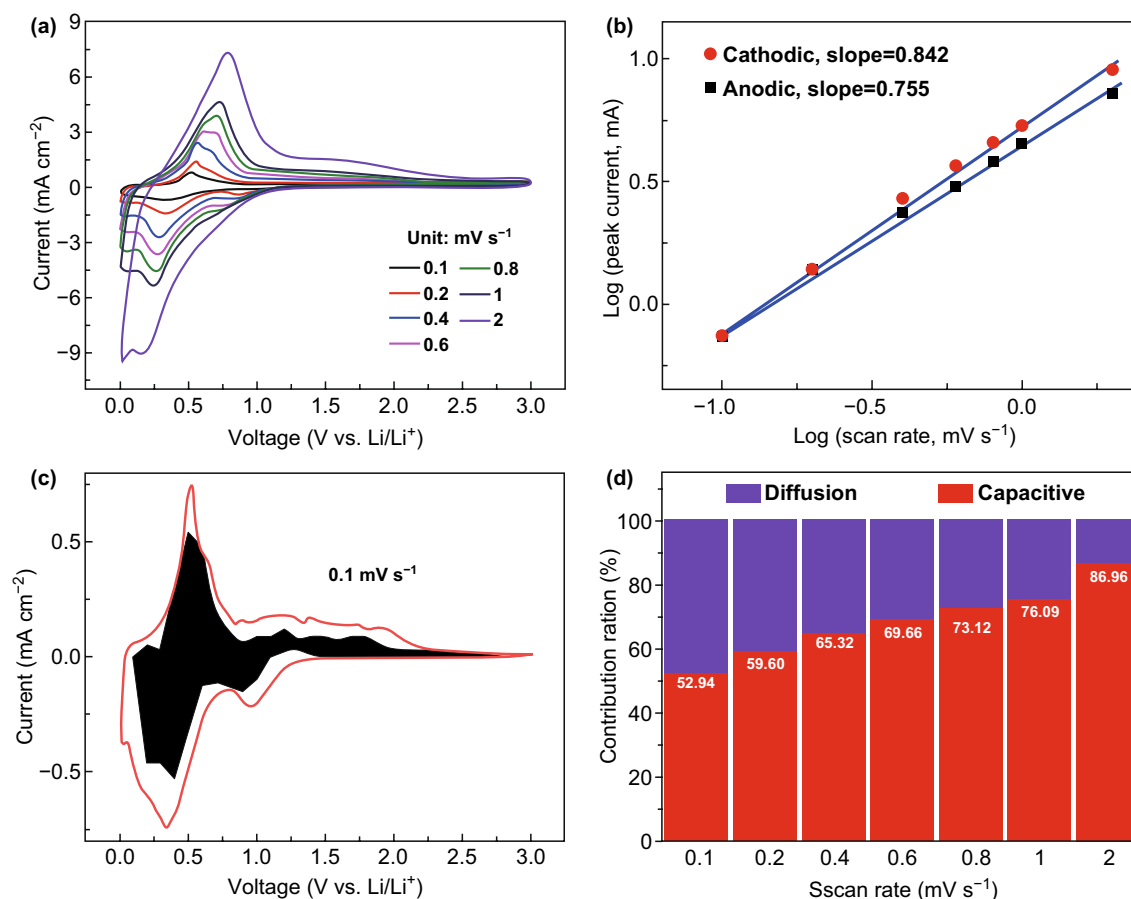 (a)
9
6
3
0
−3
−6
−9
Current (mA cm⁻²)
Unit: mV s⁻¹
0.1 0.8
0.2 1
0.4 2
0.6
0.0 0.5 1.0 1.5 2.0 2.5 3.0
Voltage (V vs. Li/Li⁺)
(b)
Cathodic, slope=0.842
Anodic, slope=0.755
1.0
0.5
0.0
Log (peak current, mA)
−1.0 −0.5 0.0
Log (scan rate, mV s⁻¹)
(c)
0.1 mV s⁻¹
0.5
0.0
−0.5
Current (mA cm⁻²)
0.0 0.5 1.0 1.5 2.0 2.5 3.0
Voltage (V vs. Li/Li⁺)
(d)
Diffusion Capacitive
100
80
60
40
20
0
Contribution ration (%)
52.94 59.60 65.32 69.66 73.12 76.09 86.96
0.1 0.2 0.4 0.6 0.8 1 2
Sscan rate (mV s⁻¹)